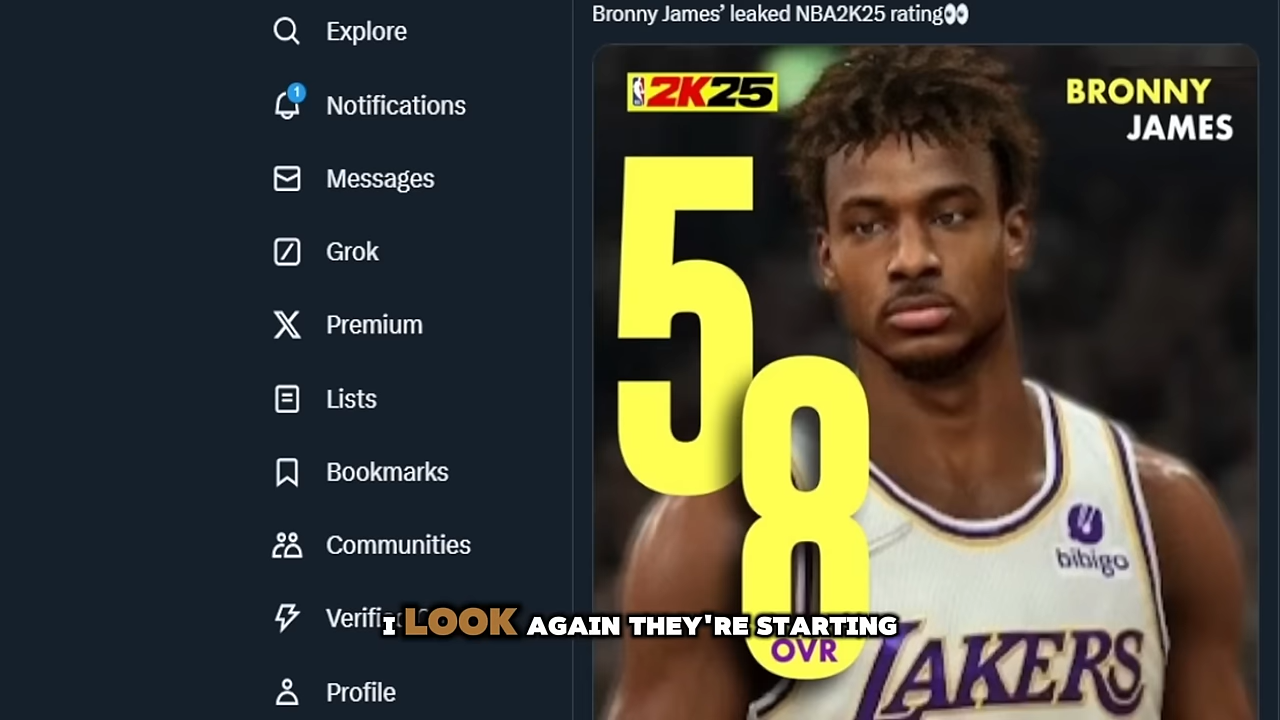 Explore
1
Notifications
Messages
Grok
Premium
Lists
Bookmarks
Communities
Profile
Bronny James’ leaked NBA2K25 rating👀
2K25
BRONNY
JAMES
58
OVR
bibigo
LAKERS
I LOOK AGAIN THEY'RE STARTING